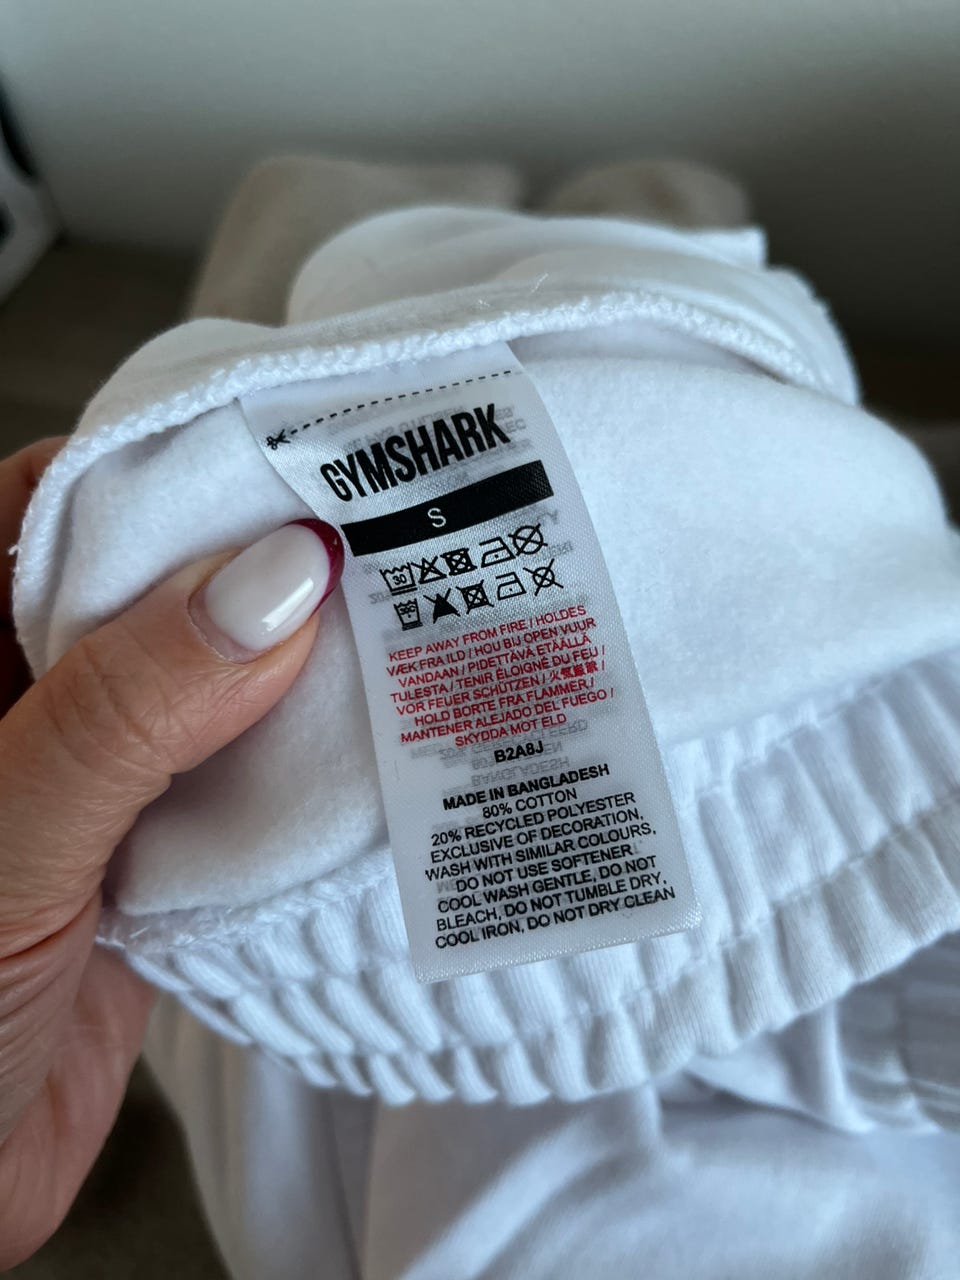 GYMSHARK
S
30
KEEP AWAY FROM FIRE / HOLDES
VÆK FRA ILD / HOU BIJ OPEN VUUR
VANDAAN / PIDETTÄVÄ ETÄÄLLÄ
TULESTA / TENIR ÉLOIGNÉ DU FEU /
VOR FEUER SCHÜTZEN / 火気厳禁 /
HOLD BORTE FRA FLAMMER /
MANTENER ALEJADO DEL FUEGO /
SKYDDA MOT ELD
B2A8J
MADE IN BANGLADESH
80% COTTON
20% RECYCLED POLYESTER
EXCLUSIVE OF DECORATION,
WASH WITH SIMILAR COLOURS,
DO NOT USE SOFTENER
COOL WASH GENTLE, DO NOT
BLEACH, DO NOT TUMBLE DRY,
COOL IRON, DO NOT DRY CLEAN